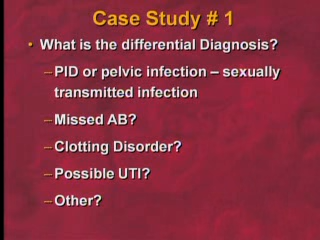 Case Study # 1
• What is the differential Diagnosis?
– PID or pelvic infection – sexually
transmitted infection
– Missed AB?
– Clotting Disorder?
– Possible UTI?
– Other?